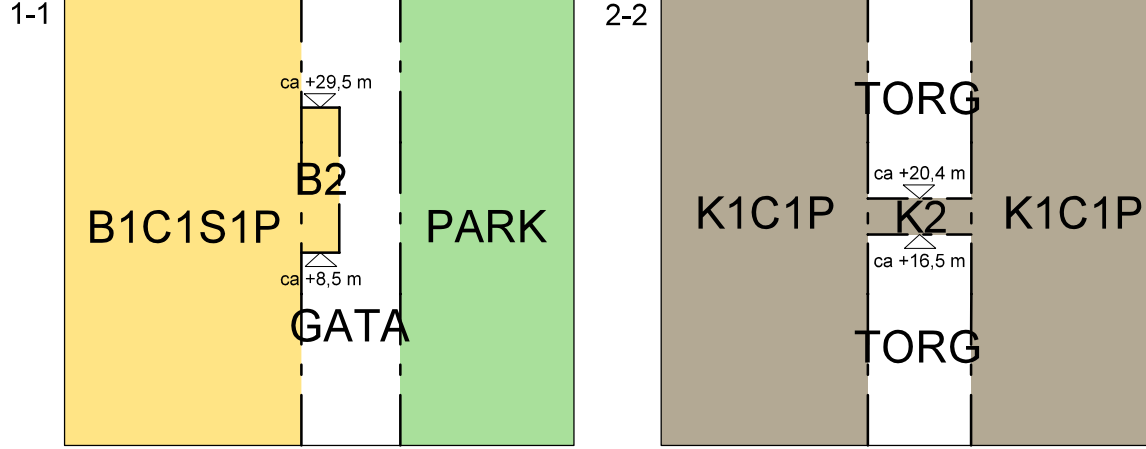 1-1
ca +29,5 m
B2
B1C1S1P
PARK
ca +8,5 m
GATA
2-2
TORG
ca +20,4 m
K1C1P
K2
K1C1P
ca +16,5 m
TORG